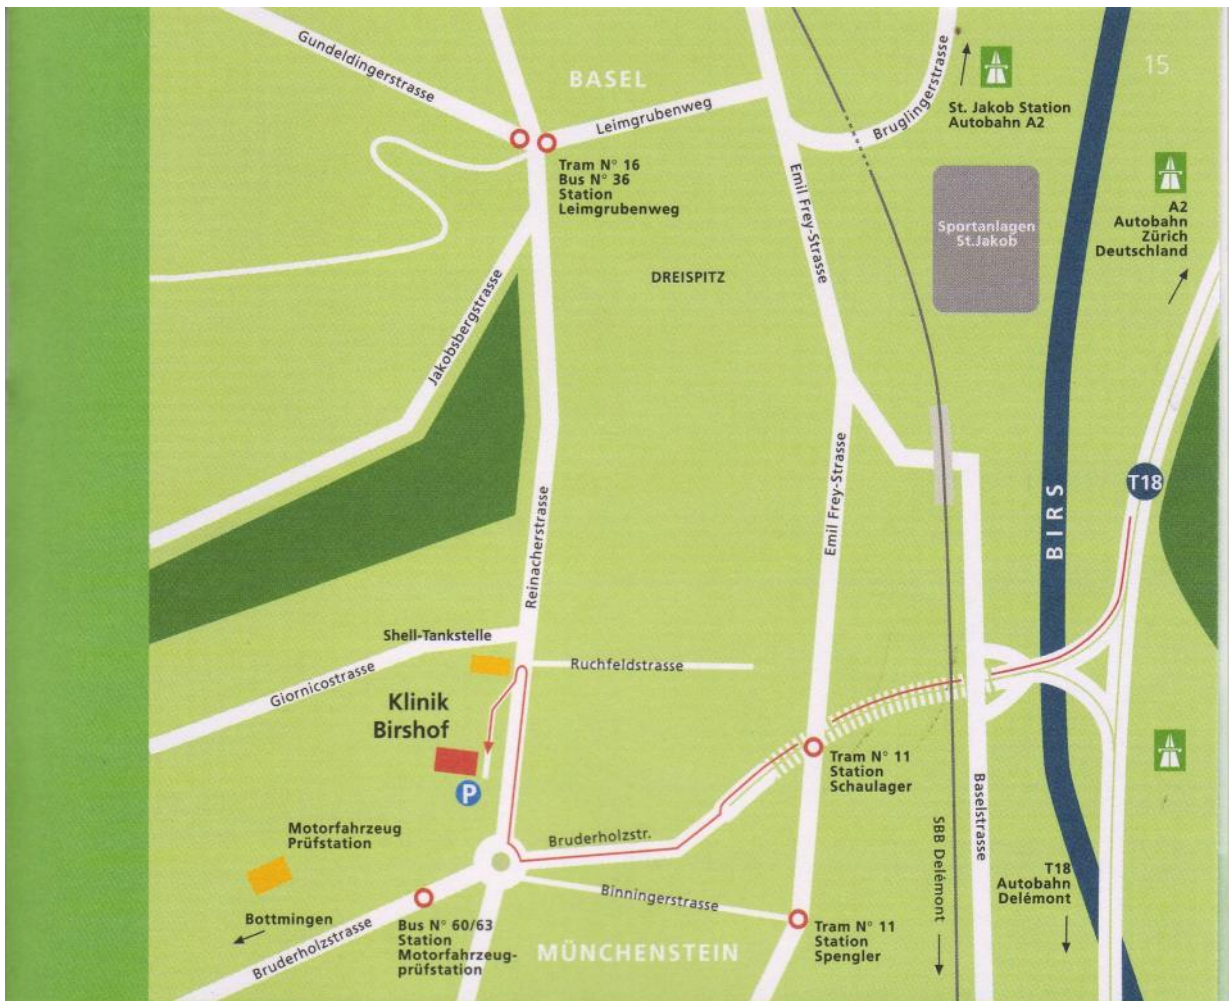 Gundeldingerstrasse
BASEL
Leimgrubenweg
Bruglingerstrasse
St. Jakob Station
Autobahn A2
15
Tram N° 16
Bus N° 36
Station
Leimgrubenweg
Emil Frey-Strasse
Sportanlagen
St.Jakob
A2
Autobahn
Zürich
Deutschland
DREISPITZ
Jakobsbergstrasse
Reinacherstrasse
Emil Frey-Strasse
T18
BIRS
Shell-Tankstelle
Giornicostrasse
Ruchfeldstrasse
Klinik
Birshof
P
Tram N° 11
Station
Schaulager
Baselstrasse
SBB Delémont
Motorfahrzeug
Prüfstation
Bruderholzstr.
Binningerstrasse
T18
Autobahn
Delémont
Bottmingen
Bruderholzstrasse
Bus N° 60/63
Station
Motorfahrzeug-
prüfstation
MÜNCHENSTEIN
Tram N° 11
Station
Spengler